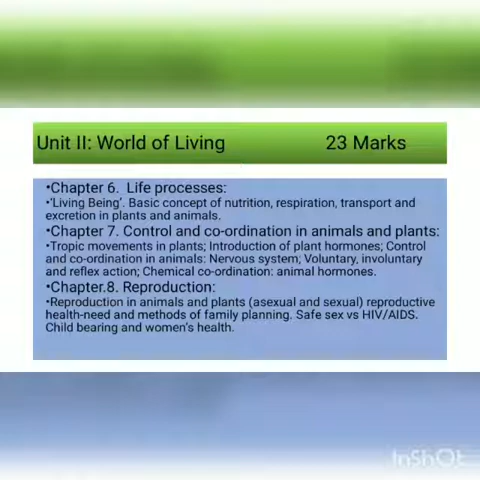 Unit II: World of Living 23 Marks
•Chapter 6. Life processes:
•‘Living Being’. Basic concept of nutrition, respiration, transport and
excretion in plants and animals.
•Chapter 7. Control and co-ordination in animals and plants:
•Tropic movements in plants; Introduction of plant hormones; Control
and co-ordination in animals: Nervous system; Voluntary, involuntary
and reflex action; Chemical co-ordination: animal hormones.
•Chapter.8. Reproduction:
•Reproduction in animals and plants (asexual and sexual) reproductive
health-need and methods of family planning. Safe sex vs HIV/AIDS.
Child bearing and women’s health.
InShOt